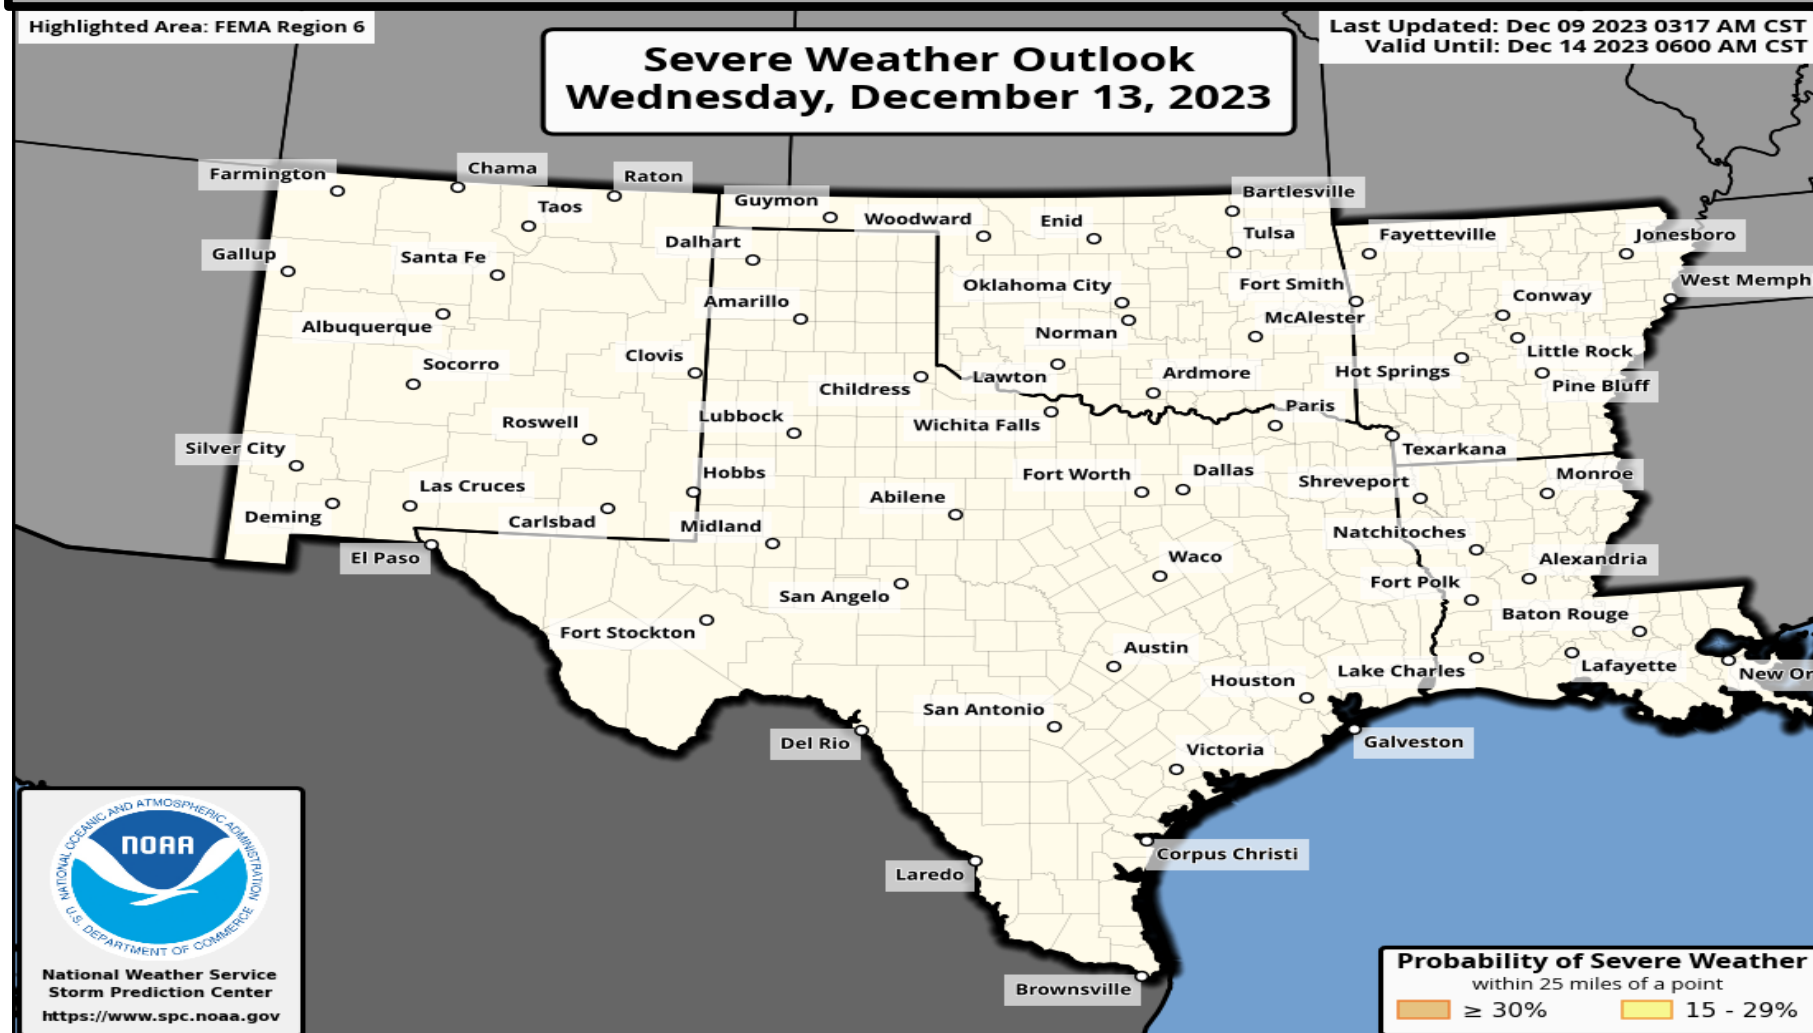 Highlighted Area: FEMA Region 6
Severe Weather Outlook
Wednesday, December 13, 2023
Last Updated: Dec 09 2023 0317 AM CST
Valid Until: Dec 14 2023 0600 AM CST
Farmington
Chama
Raton
Taos
Guymon
Woodward
Enid
Bartlesville
Gallup
Santa Fe
Dalhart
Tulsa
Fayetteville
Jonesboro
Albuquerque
Amarillo
Oklahoma City
Fort Smith
Conway
West Memph
Norman
McAlester
Socorro
Clovis
Childress
Lawton
Ardmore
Hot Springs
Little Rock
Pine Bluff
Roswell
Lubbock
Wichita Falls
Paris
Texarkana
Silver City
Hobbs
Fort Worth
Dallas
Shreveport
Monroe
Las Cruces
Abilene
Deming
Carlsbad
Midland
Natchitoches
El Paso
Waco
Alexandria
San Angelo
Fort Polk
Fort Stockton
Baton Rouge
Austin
Houston
Lake Charles
Lafayette
New Or
San Antonio
Del Rio
Victoria
Galveston
Laredo
Corpus Christi
Brownsville
NATIONAL OCEANIC AND ATMOSPHERIC ADMINISTRATION
NOAA
U.S. DEPARTMENT OF COMMERCE
National Weather Service
Storm Prediction Center
https://www.spc.noaa.gov
Probability of Severe Weather
within 25 miles of a point
≥ 30%
15 - 29%